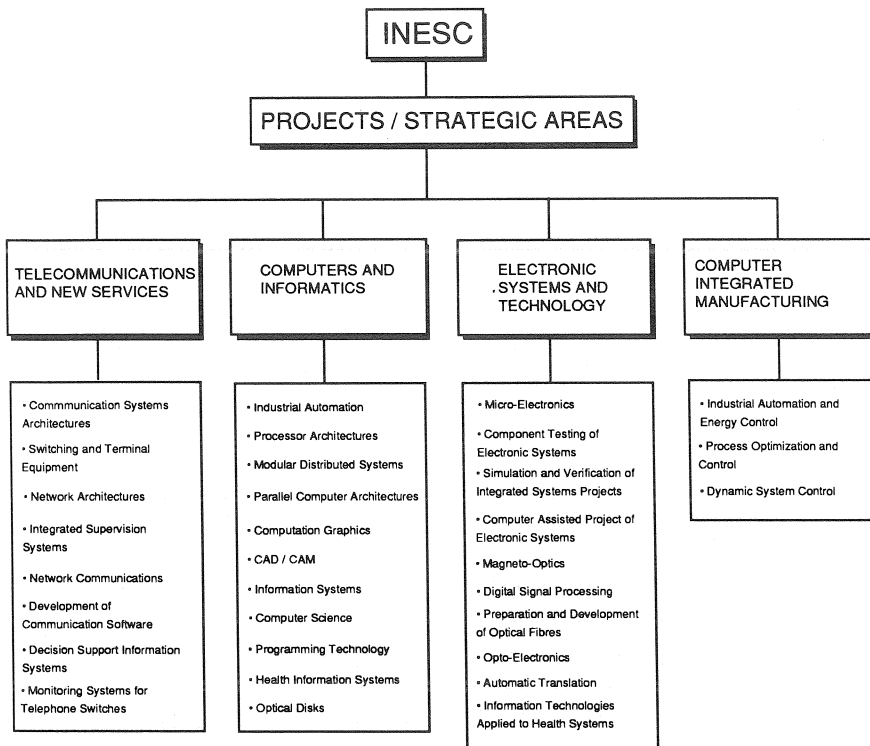 INESC
PROJECTS / STRATEGIC AREAS
TELECOMMUNICATIONS
AND NEW SERVICES
COMPUTERS AND
INFORMATICS
ELECTRONIC
.SYSTEMS AND
TECHNOLOGY
COMPUTER
INTEGRATED
MANUFACTURING
• Commmunication Systems
Architectures
• Switching and Terminal
Equipment
• Network Architectures
• Integrated Supervision
Systems
• Network Communications
• Development of
Communication Software
• Decision Support Information
Systems
• Monitoring Systems for
Telephone Switches
• Industrial Automation
• Processor Architectures
• Modular Distributed Systems
• Parallel Computer Architectures
• Computation Graphics
• CAD / CAM
• Information Systems
• Computer Science
• Programming Technology
• Health Information Systems
• Optical Disks
• Micro-Electronics
• Component Testing of
Electronic Systems
• Simulation and Verification of
Integrated Systems Projects
• Computer Assisted Project of
Electronic Systems
• Magneto-Optics
• Digital Signal Processing
• Preparation and Development
of Optical Fibres
• Opto-Electronics
• Automatic Translation
• Information Technologies
Applied to Health Systems
• Industrial Automation and
Energy Control
• Process Optimization and
Control
• Dynamic System Control